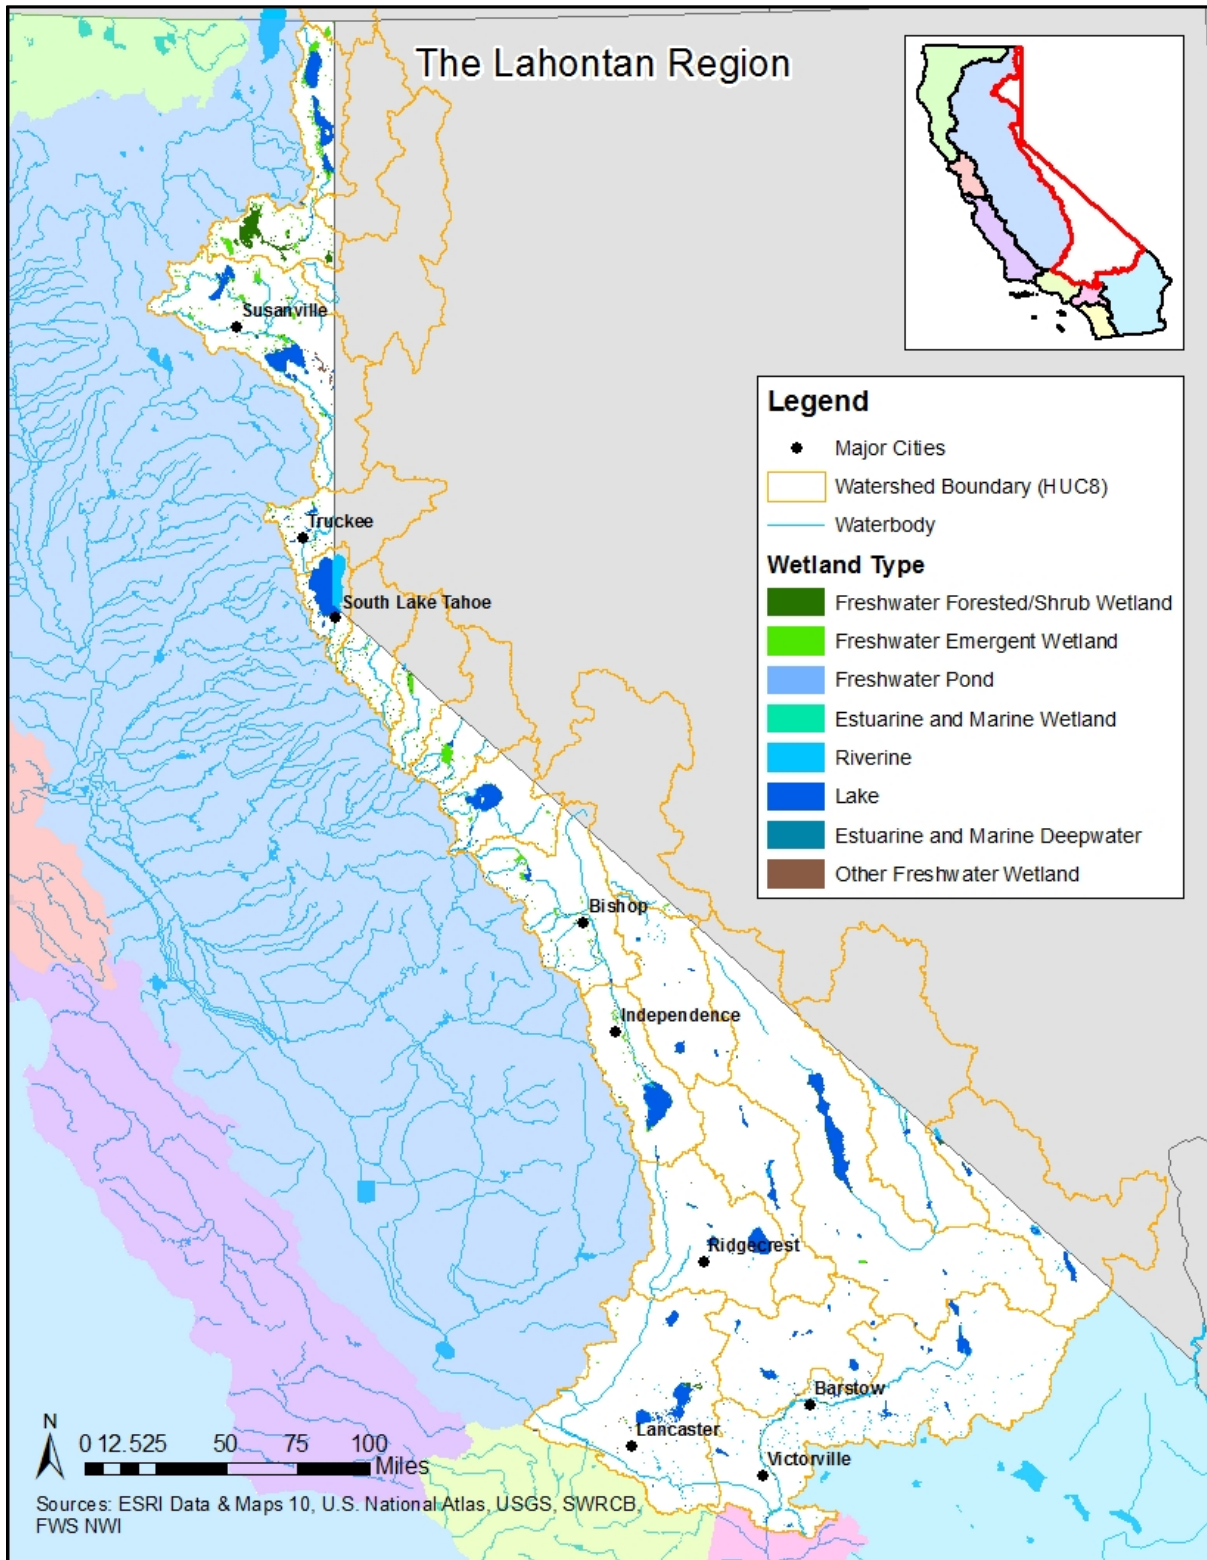 The Lahontan Region
Legend
Major Cities
Watershed Boundary (HUC8)
Waterbody
Wetland Type
Freshwater Forested/Shrub Wetland
Freshwater Emergent Wetland
Freshwater Pond
Estuarine and Marine Wetland
Riverine
Lake
Estuarine and Marine Deepwater
Other Freshwater Wetland
Susanville
Truckee
South Lake Tahoe
Bishop
Independence
Ridgecrest
Barstow
Lancaster
Victorville
N
0 12.525 50 75 100
Miles
Sources: ESRI Data & Maps 10, U.S. National Atlas, USGS, SWRCB,
FWS NWI